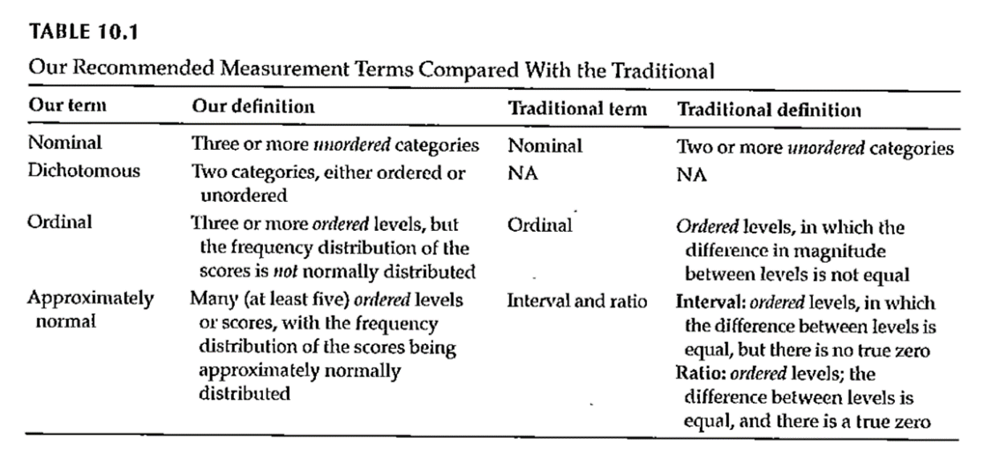 TABLE 10.1
Our Recommended Measurement Terms Compared With the Traditional
Our term Our definition Traditional term Traditional definition
Nominal Three or more unordered categories Nominal Two or more unordered categories
Dichotomous Two categories, either ordered or NA NA
unordered
Ordinal Three or more ordered levels, but Ordinal Ordered levels, in which the
the frequency distribution of the difference in magnitude
scores is not normally distributed between levels is not equal
Approximately Many (at least five) ordered levels Interval and ratio Interval: ordered levels, in which
normal or scores, with the frequency the difference between levels is
distribution of the scores being equal, but there is no true zero
approximately normally Ratio: ordered levels; the
distributed difference between levels is
equal, and there is a true zero